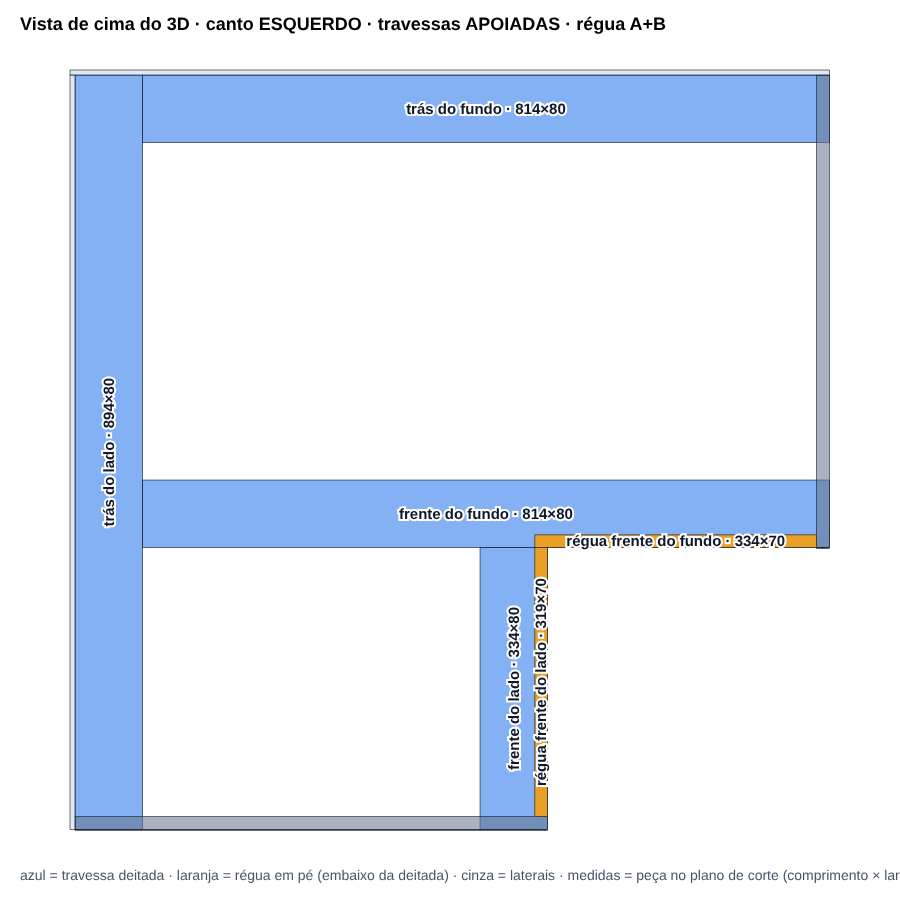 Vista de cima do 3D · canto ESQUERDO · travessas APOIADAS · régua A+B
trás do fundo · 814×80
trás do lado · 894×80
frente do fundo · 814×80
régua frente do fundo · 334×70
frente do lado · 334×80
régua frente do lado · 319×70
azul = travessa deitada · laranja = régua em pé (embaixo da deitada) · cinza = laterais · medidas = peça no plano de corte (comprimento × lar